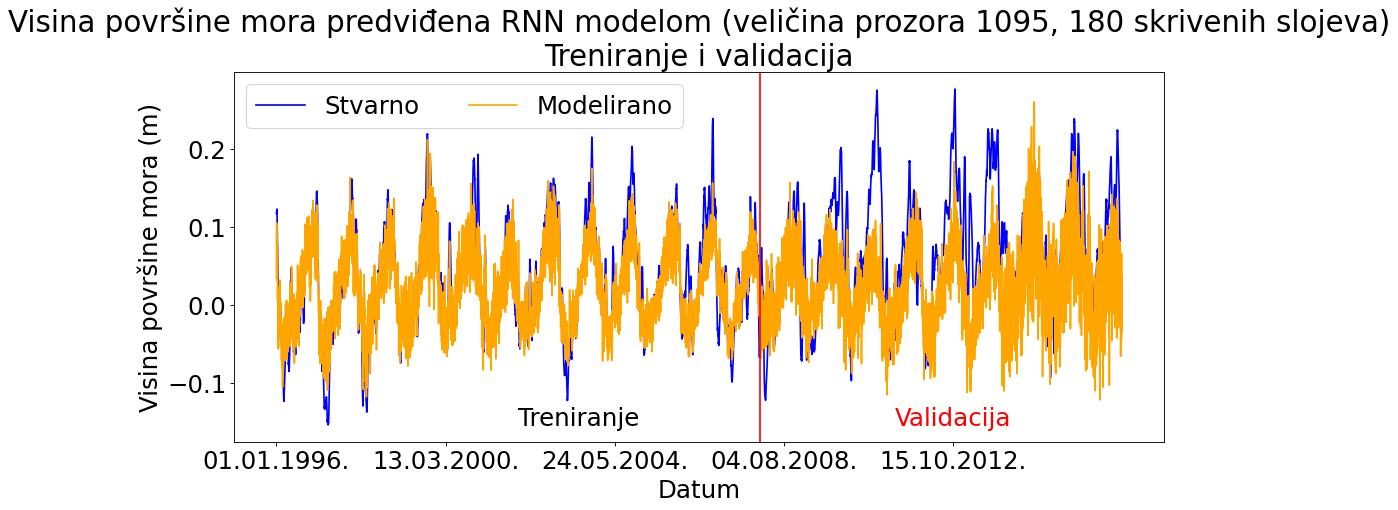 Visina površine mora predviđena RNN modelom (veličina prozora 1095, 180 skrivenih slojeva)
Treniranje i validacija
Stvarno
Modelirano
Visina površine mora (m)
0.2
0.1
0.0
−0.1
Treniranje
Validacija
01.01.1996.
13.03.2000.
24.05.2004.
04.08.2008.
15.10.2012.
Datum